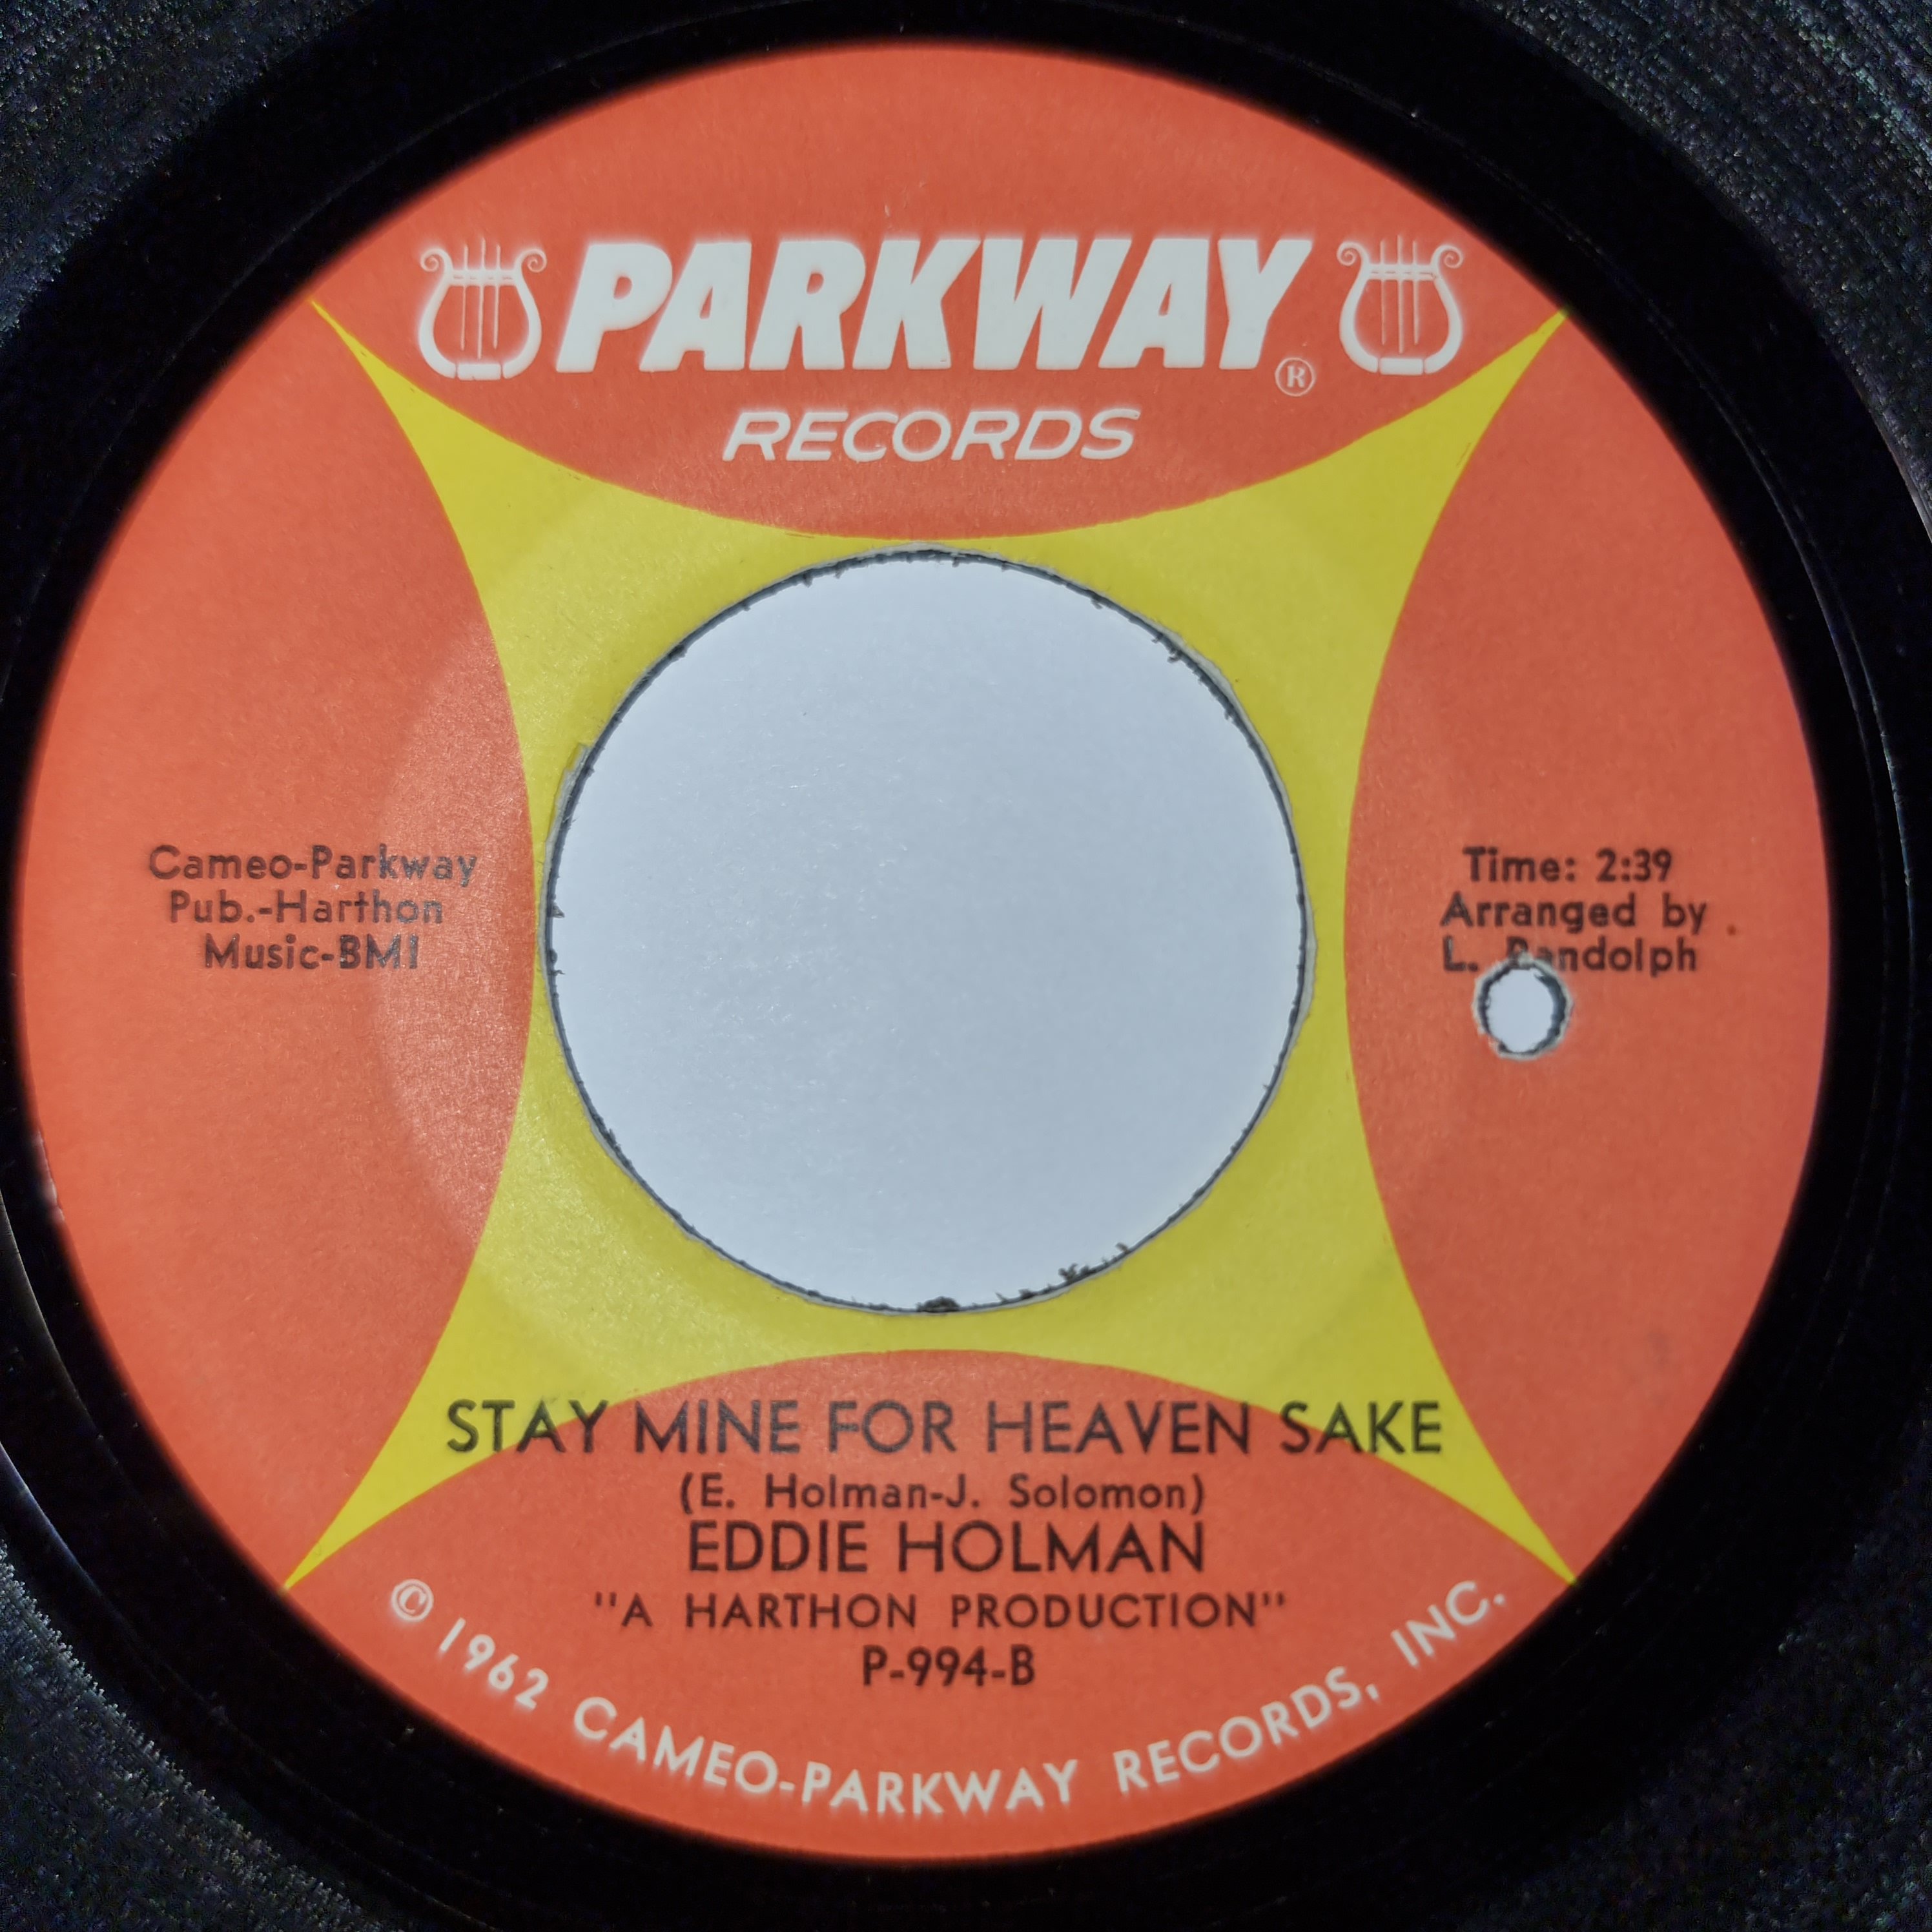 PARKWAY ®
RECORDS
Cameo-Parkway
Pub.-Harthon
Music-BMI
Time: 2:39
Arranged by
L. Randolph
STAY MINE FOR HEAVEN SAKE
(E. Holman-J. Solomon)
EDDIE HOLMAN
"A HARTHON PRODUCTION"
P-994-B
© 1962 CAMEO-PARKWAY RECORDS, INC.